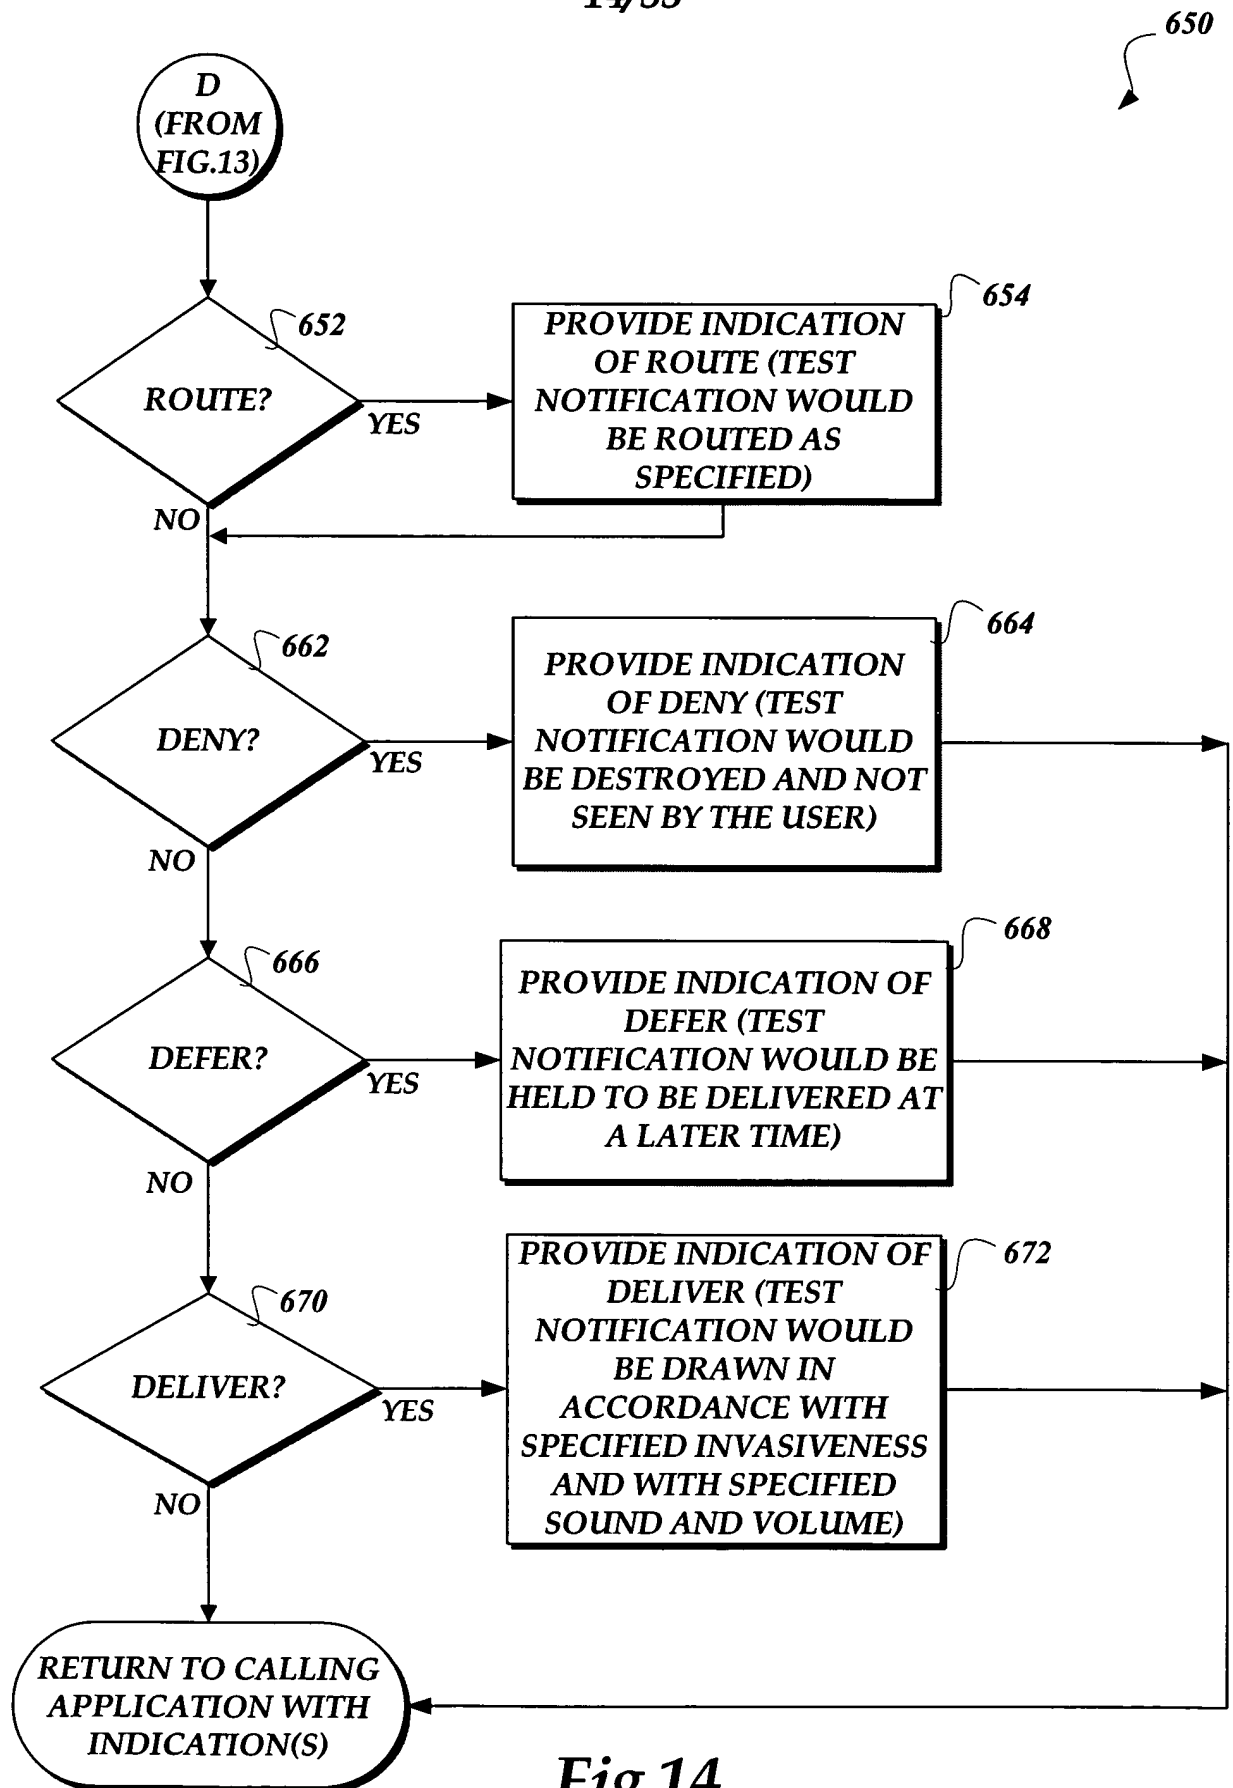 14/35
650
D
(FROM
FIG.13)
652
ROUTE?
YES
NO
654
PROVIDE INDICATION
OF ROUTE (TEST
NOTIFICATION WOULD
BE ROUTED AS
SPECIFIED)
662
DENY?
YES
NO
664
PROVIDE INDICATION
OF DENY (TEST
NOTIFICATION WOULD
BE DESTROYED AND NOT
SEEN BY THE USER)
666
DEFER?
YES
NO
668
PROVIDE INDICATION OF
DEFER (TEST
NOTIFICATION WOULD BE
HELD TO BE DELIVERED AT
A LATER TIME)
670
DELIVER?
YES
NO
672
PROVIDE INDICATION OF
DELIVER (TEST
NOTIFICATION WOULD
BE DRAWN IN
ACCORDANCE WITH
SPECIFIED INVASIVENESS
AND WITH SPECIFIED
SOUND AND VOLUME)
RETURN TO CALLING
APPLICATION WITH
INDICATION(S)
Fig.14.